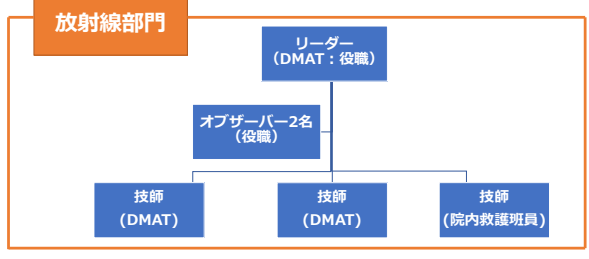 放射線部門
リーダー
（DMAT：役職）
オブザーバー2名
（役職）
技師
(DMAT)
技師
(DMAT)
技師
(院内救護班員)